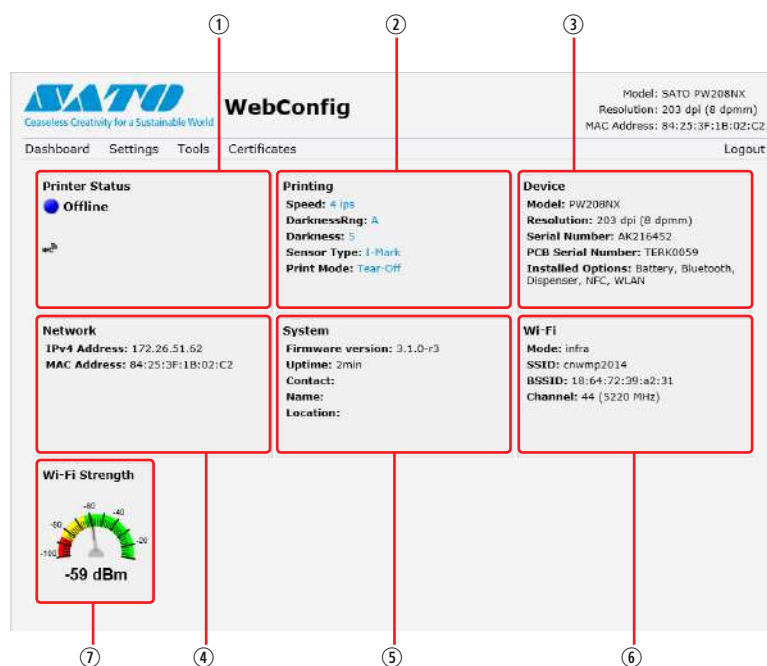 ① ② ③
SATO
Ceaseless Creativity for a Sustainable World
WebConfig
Model: SATO PW208NX
Resolution: 203 dpi (8 dpmm)
MAC Address: 84:25:3F:1B:02:C2
Dashboard Settings Tools Certificates Logout
Printer Status
Offline
Printing
Speed: 4 ips
DarknessRng: A
Darkness: 5
Sensor Type: I-Mark
Print Mode: Tear-Off
Device
Model: PW208NX
Resolution: 203 dpi (8 dpmm)
Serial Number: AK216452
PCB Serial Number: TERK0059
Installed Options: Battery, Bluetooth,
Dispenser, NFC, WLAN
Network
IPv4 Address: 172.26.51.62
MAC Address: 84:25:3F:1B:02:C2
System
Firmware version: 3.1.0-r3
Uptime: 2min
Contact:
Name:
Location:
Wi-Fi
Mode: infra
SSID: cnwmp2014
BSSID: 18:64:72:39:a2:31
Channel: 44 (5220 MHz)
Wi-Fi Strength
-100 -80 -60 -40 -20
-59 dBm
⑦ ④ ⑤ ⑥